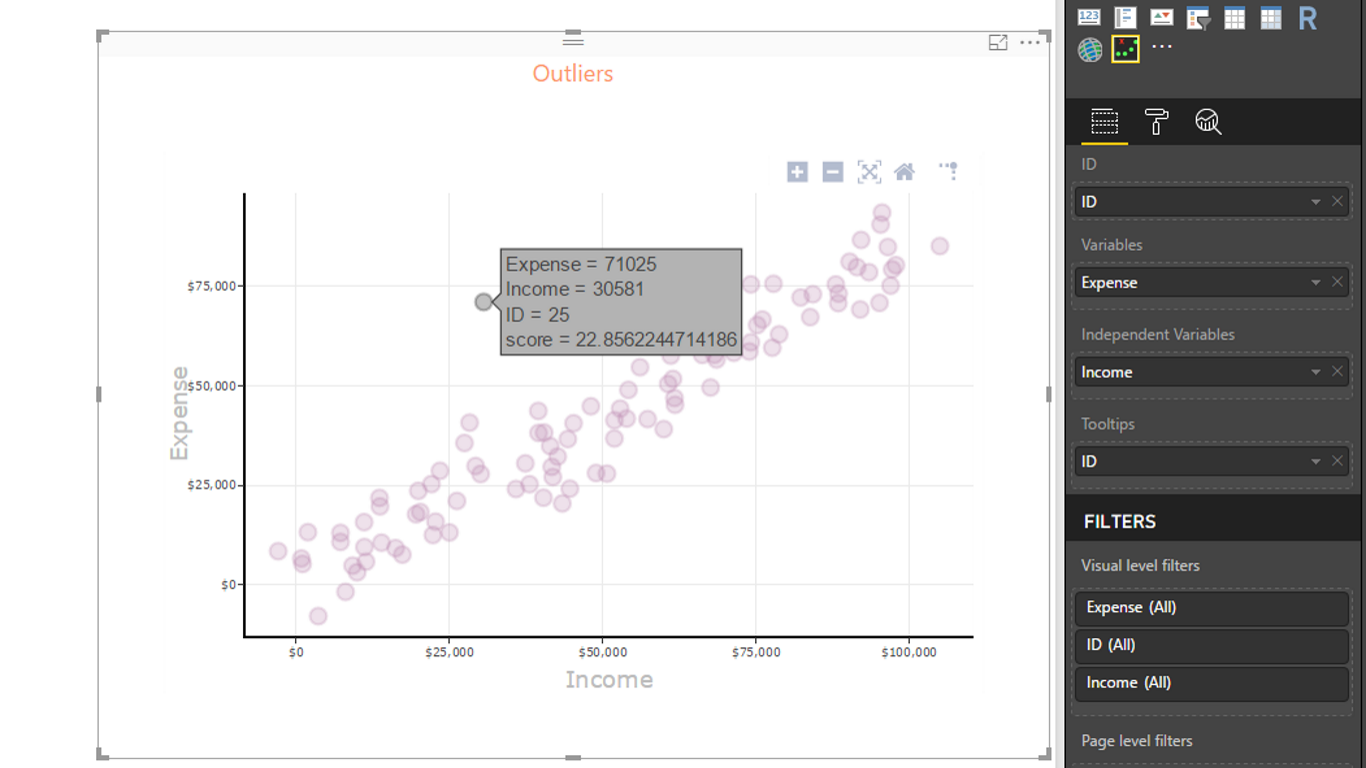 123
R
Outliers
Expense = 71025
Income = 30581
ID = 25
score = 22.8562244714186
$75,000
$50,000
$25,000
$0
Expense
$0
$25,000
$50,000
$75,000
$100,000
Income
ID
ID
Variables
Expense
Independent Variables
Income
Tooltips
ID
FILTERS
Visual level filters
Expense (All)
ID (All)
Income (All)
Page level filters